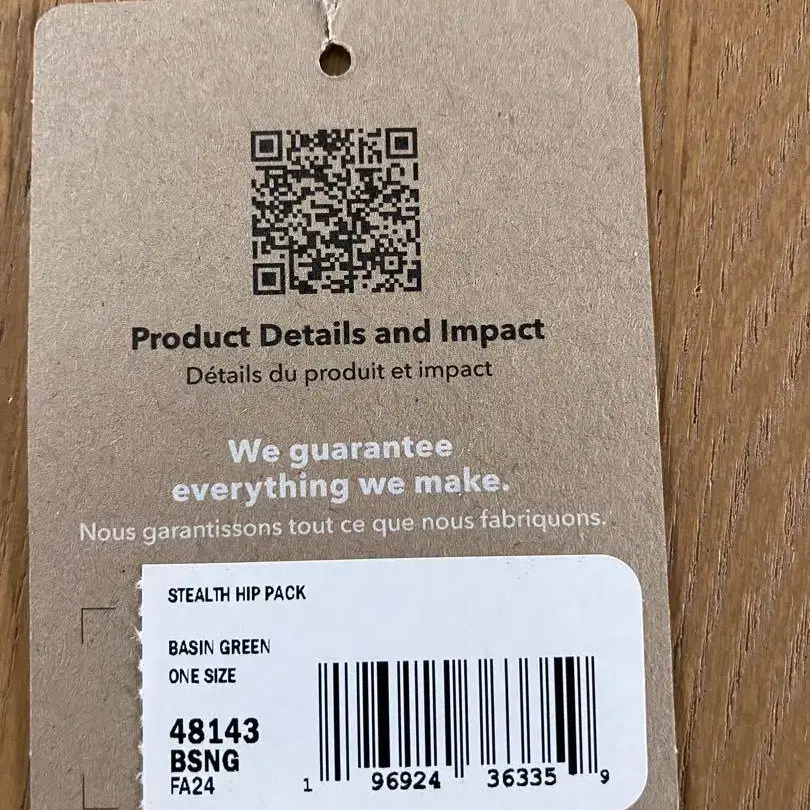 Product Details and Impact
Détails du produit et impact
We guarantee
everything we make.
Nous garantissons tout ce que nous fabriquons.
STEALTH HIP PACK
BASIN GREEN
ONE SIZE
48143
BSNG
FA24
1 96924 36335 9